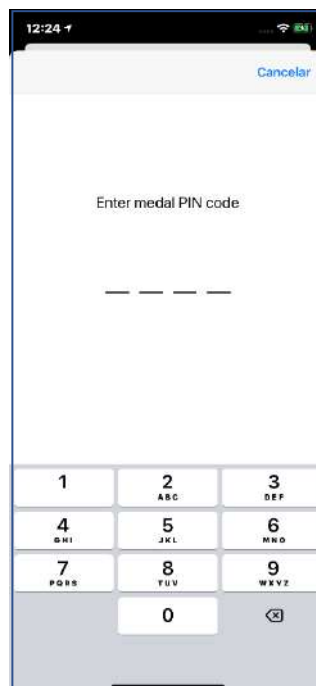 12:24
Cancelar
Enter medal PIN code
1 2 3
ABC DEF
4 5 6
GHI JKL MNO
7 8 9
PQRS TUV WXYZ
0